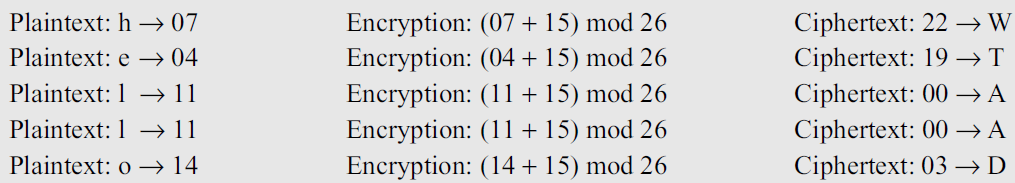 Plaintext: h → 07 Encryption: (07 + 15) mod 26 Ciphertext: 22 → W
Plaintext: e → 04 Encryption: (04 + 15) mod 26 Ciphertext: 19 → T
Plaintext: l → 11 Encryption: (11 + 15) mod 26 Ciphertext: 00 → A
Plaintext: l → 11 Encryption: (11 + 15) mod 26 Ciphertext: 00 → A
Plaintext: o → 14 Encryption: (14 + 15) mod 26 Ciphertext: 03 → D